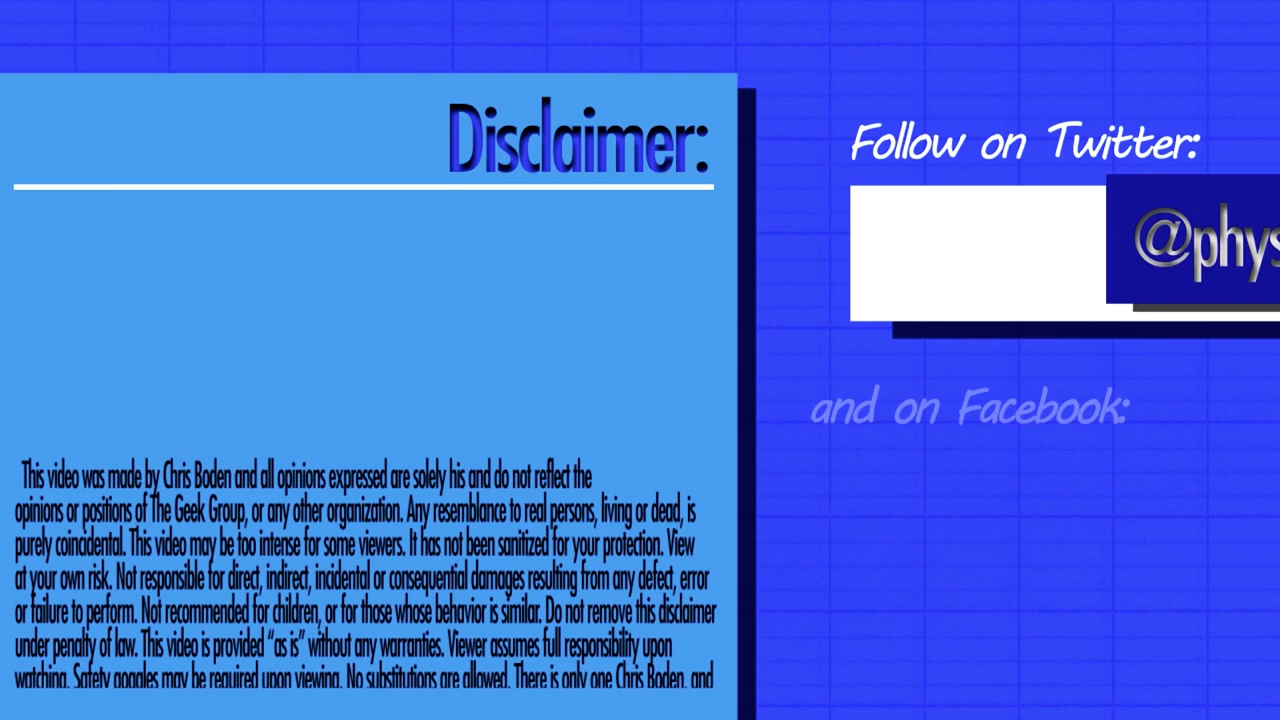 Disclaimer:
This video was made by Chris Boden and all opinions expressed are solely his and do not reflect the
opinions or positions of The Geek Group, or any other organization. Any resemblance to real persons, living or dead, is
purely coincidental. This video may be too intense for some viewers. It has not been sanitized for your protection. View
at your own risk. Not responsible for direct, indirect, incidental or consequential damages resulting from any defect, error
or failure to perform. Not recommended for children, or for those whose behavior is similar. Do not remove this disclaimer
under penalty of law. This video is provided “as is” without any warranties. Viewer assumes full responsibility upon
watching. Safety goggles may be required upon viewing. No substitutions are allowed. There is only one Chris Boden, and
Follow on Twitter:
@phys
and on Facebook: